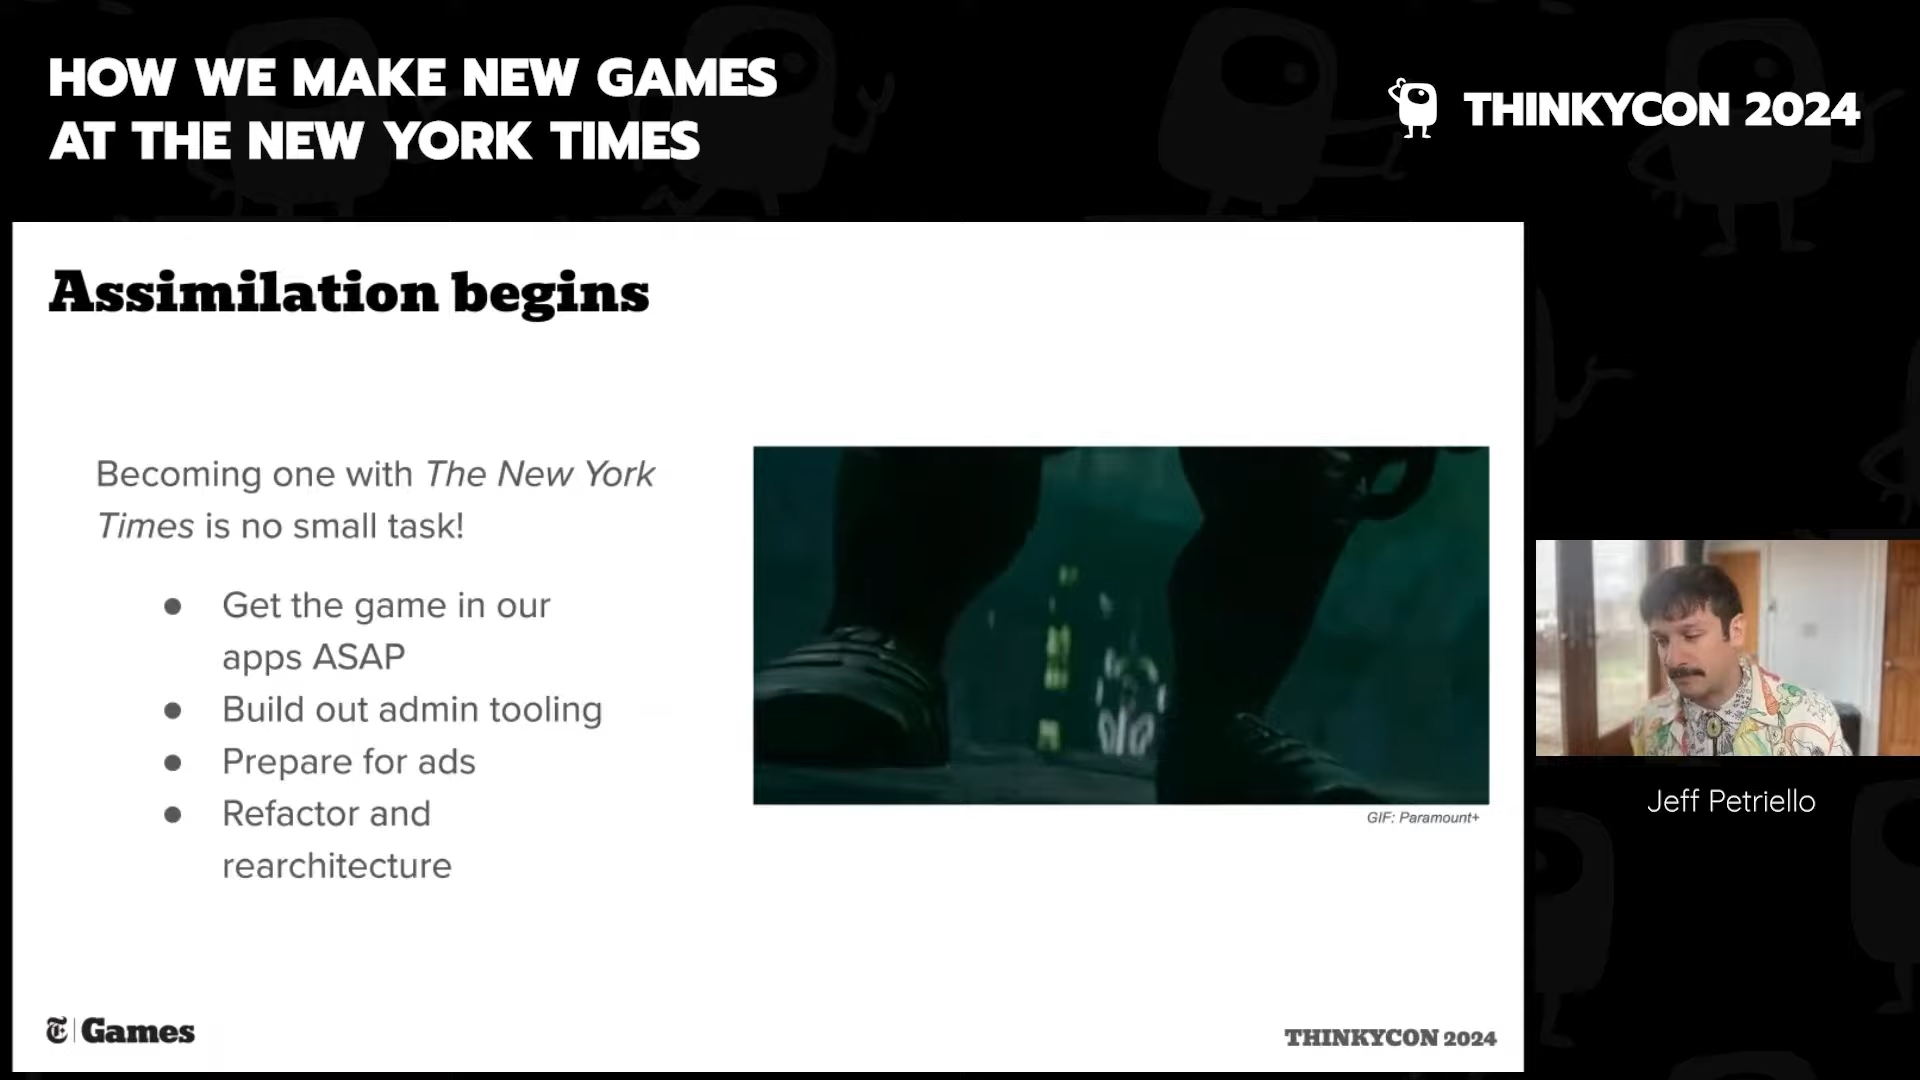 HOW WE MAKE NEW GAMES
AT THE NEW YORK TIMES
THINKYCON 2024
Assimilation begins
Becoming one with The New York
Times is no small task!
● Get the game in our
apps ASAP
● Build out admin tooling
● Prepare for ads
● Refactor and
rearchitecture
GIF: Paramount+
Jeff Petriello
T | Games
THINKYCON 2024